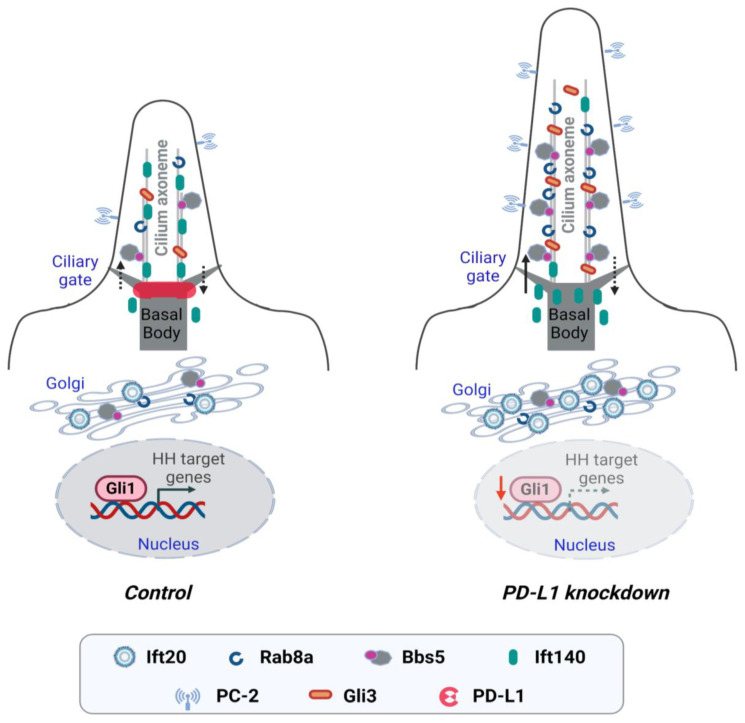 Cilium axoneme
Ciliary
gate
Basal
Body
Golgi
HH target
genes
Gli1
Nucleus
Control
Cilium axoneme
Ciliary
gate
Basal
Body
Golgi
HH target
genes
Gli1
Nucleus
PD-L1 knockdown
Ift20
Rab8a
Bbs5
Ift140
PC-2
Gli3
PD-L1